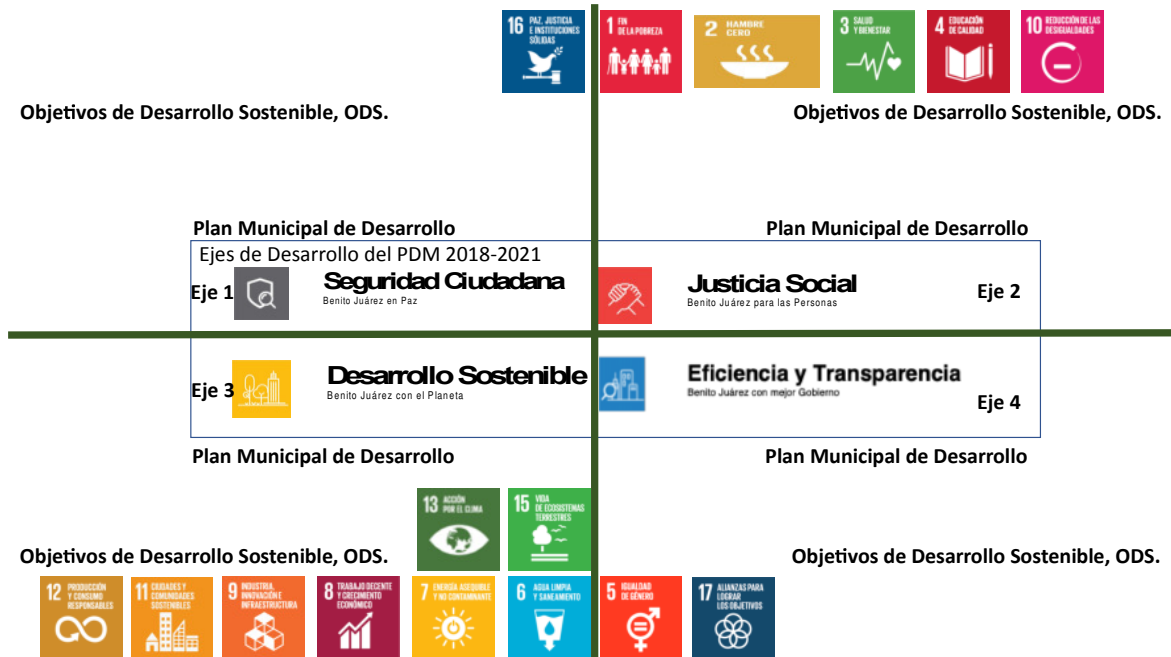 16 PAZ, JUSTICIA
E INSTITUCIONES
SÓLIDAS
1 FIN
DE LA POBREZA
2 HAMBRE
CERO
3 SALUD
Y BIENESTAR
4 EDUCACIÓN
DE CALIDAD
10 REDUCCIÓN DE LAS
DESIGUALDADES
Objetivos de Desarrollo Sostenible, ODS.
Objetivos de Desarrollo Sostenible, ODS.
Plan Municipal de Desarrollo
Plan Municipal de Desarrollo
Ejes de Desarrollo del PDM 2018-2021
Eje 1
Seguridad Ciudadana
Benito Juárez en Paz
Justicia Social
Benito Juárez para las Personas
Eje 2
Eje 3
Desarrollo Sostenible
Benito Juárez con el Planeta
Eficiencia y Transparencia
Benito Juárez con mejor Gobierno
Eje 4
Plan Municipal de Desarrollo
Plan Municipal de Desarrollo
13 ACCIÓN
POR EL CLIMA
15 VIDA
DE ECOSISTEMAS
TERRESTRES
Objetivos de Desarrollo Sostenible, ODS.
Objetivos de Desarrollo Sostenible, ODS.
12 PRODUCCIÓN
Y CONSUMO
RESPONSABLES
11 CIUDADES Y
COMUNIDADES
SOSTENIBLES
9 INDUSTRIA,
INNOVACIÓN E
INFRAESTRUCTURA
8 TRABAJO DECENTE
Y CRECIMIENTO
ECONÓMICO
7 ENERGÍA ASEQUIBLE
Y NO CONTAMINANTE
6 AGUA LIMPIA
Y SANEAMIENTO
5 IGUALDAD
DE GÉNERO
17 ALIANZAS PARA
LOGRAR
LOS OBJETIVOS